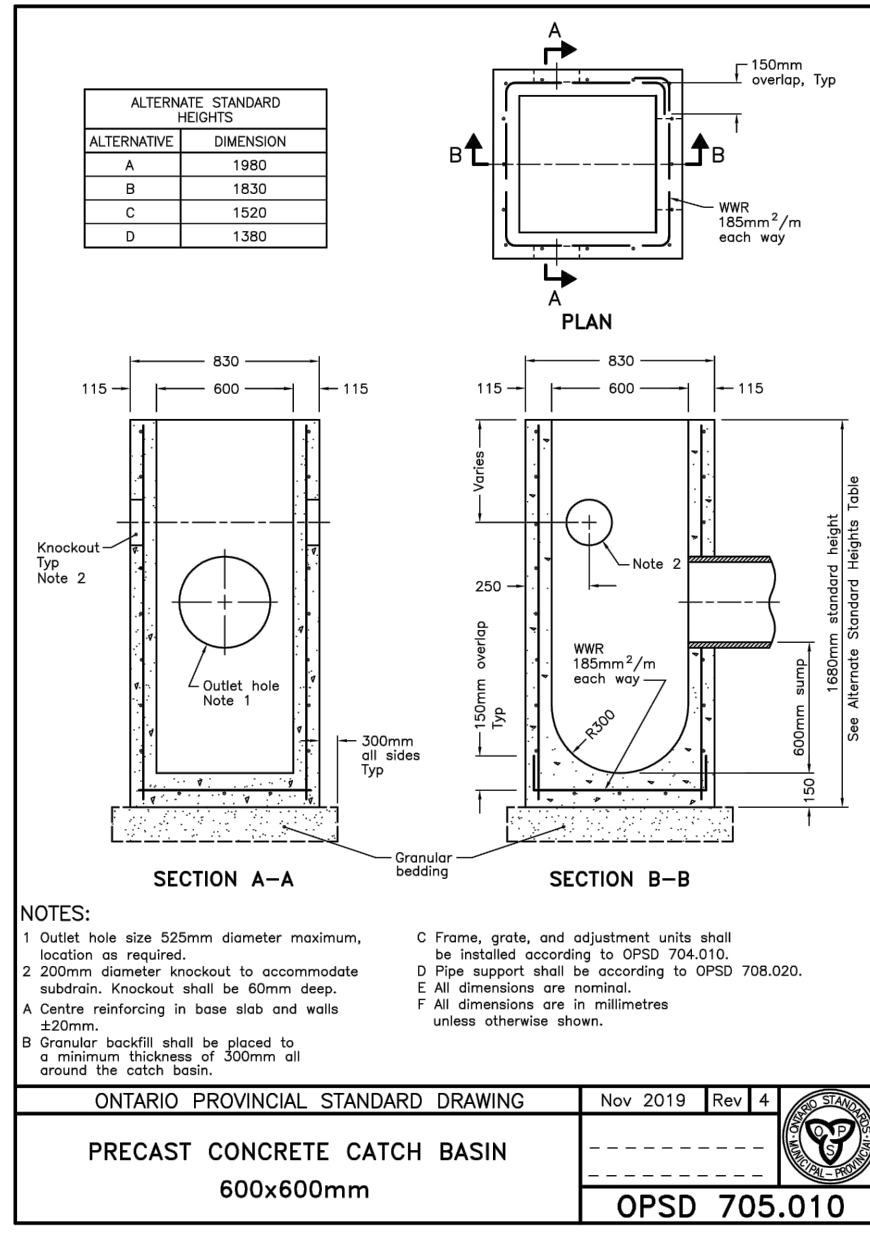 ALTERNATE STANDARD
HEIGHTS
ALTERNATIVE DIMENSION
A 1980
B 1830
C 1520
D 1380
A
150mm
overlap, Typ
B
B
WWR
185mm²/m
each way
A
PLAN
830
115 600 115
Knockout
Typ
Note 2
Outlet hole
Note 1
300mm
all sides
Typ
SECTION A-A
830
115 600 115
Varies
Note 2
250
150mm overlap
Typ
WWR
185mm²/m
each way
R300
600mm sump
150
1680mm standard height
See Alternate Standard Heights Table
Granular
bedding
SECTION B-B
NOTES:
1 Outlet hole size 525mm diameter maximum,
location as required.
2 200mm diameter knockout to accommodate
subdrain. Knockout shall be 60mm deep.
A Centre reinforcing in base slab and walls
±20mm.
B Granular backfill shall be placed to
a minimum thickness of 300mm all
around the catch basin.
C Frame, grate, and adjustment units shall
be installed according to OPSD 704.010.
D Pipe support shall be according to OPSD 708.020.
E All dimensions are nominal.
F All dimensions are in millimetres
unless otherwise shown.
ONTARIO PROVINCIAL STANDARD DRAWING
Nov 2019 Rev 4
PRECAST CONCRETE CATCH BASIN
600x600mm
OPSD 705.010
ONTARIO STANDARDS
MUNICIPAL - PROVINCIAL
O P
S